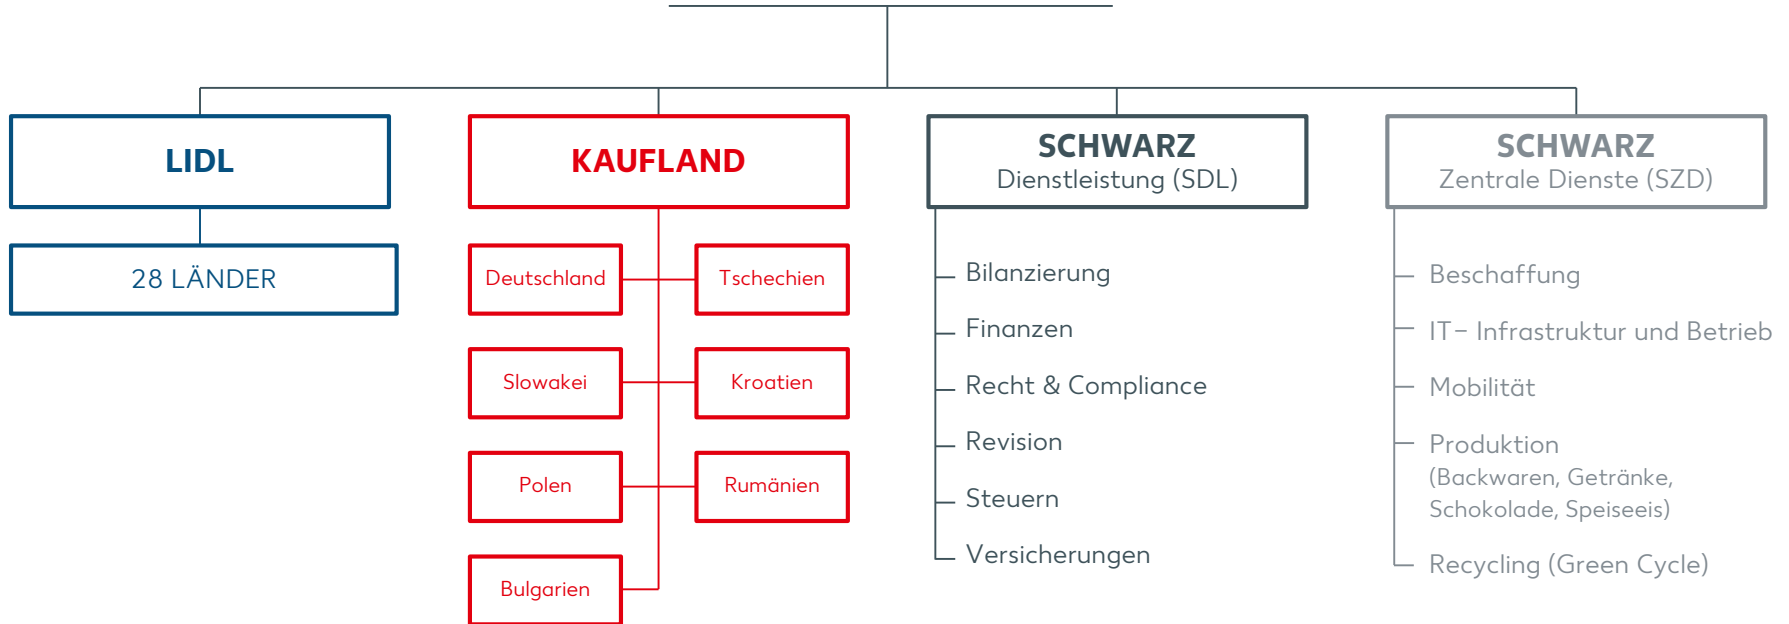 LIDL
28 LÄNDER
KAUFLAND
Deutschland
Tschechien
Slowakei
Kroatien
Polen
Rumänien
Bulgarien
SCHWARZ
Dienstleistung (SDL)
Bilanzierung
Finanzen
Recht & Compliance
Revision
Steuern
Versicherungen
SCHWARZ
Zentrale Dienste (SZD)
Beschaffung
IT– Infrastruktur und Betrieb
Mobilität
Produktion
(Backwaren, Getränke,
Schokolade, Speiseeis)
Recycling (Green Cycle)